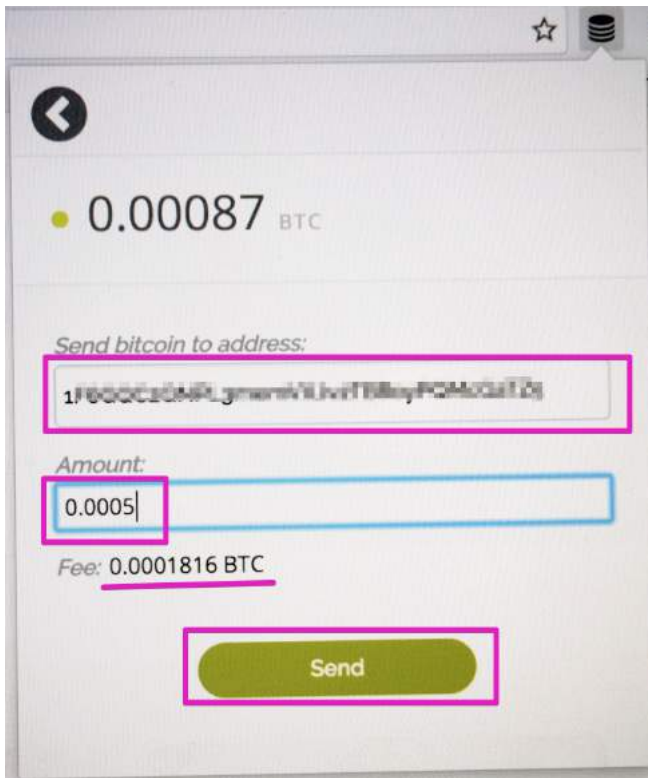 0.00087 BTC
Send bitcoin to address:
Amount:
0.0005
Fee: 0.0001816 BTC
Send